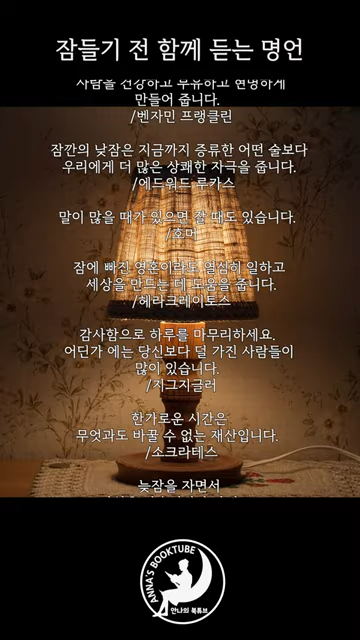 잠들기 전 함께 듣는 명언
사람을 건강하고 부유하고 현명하게
만들어 줍니다.
/벤자민 프랭클린
잠깐의 낮잠은 지금까지 증류한 어떤 술보다
우리에게 더 많은 상쾌한 자극을 줍니다.
/에드워드 루카스
말이 많을 때가 있으면 잘 때도 있습니다.
/호머
잠에 빠진 영혼이라도 열심히 일하고
세상을 만드는 데 도움을 줍니다.
/헤라크레이토스
감사함으로 하루를 마무리하세요.
어딘가 에는 당신보다 덜 가진 사람들이
많이 있습니다.
/지그지글러
한가로운 시간은
무엇과도 바꿀 수 없는 재산입니다.
/소크라테스
늦잠을 자면서
ANNA'S BOOKTUBE
안나의 북튜브